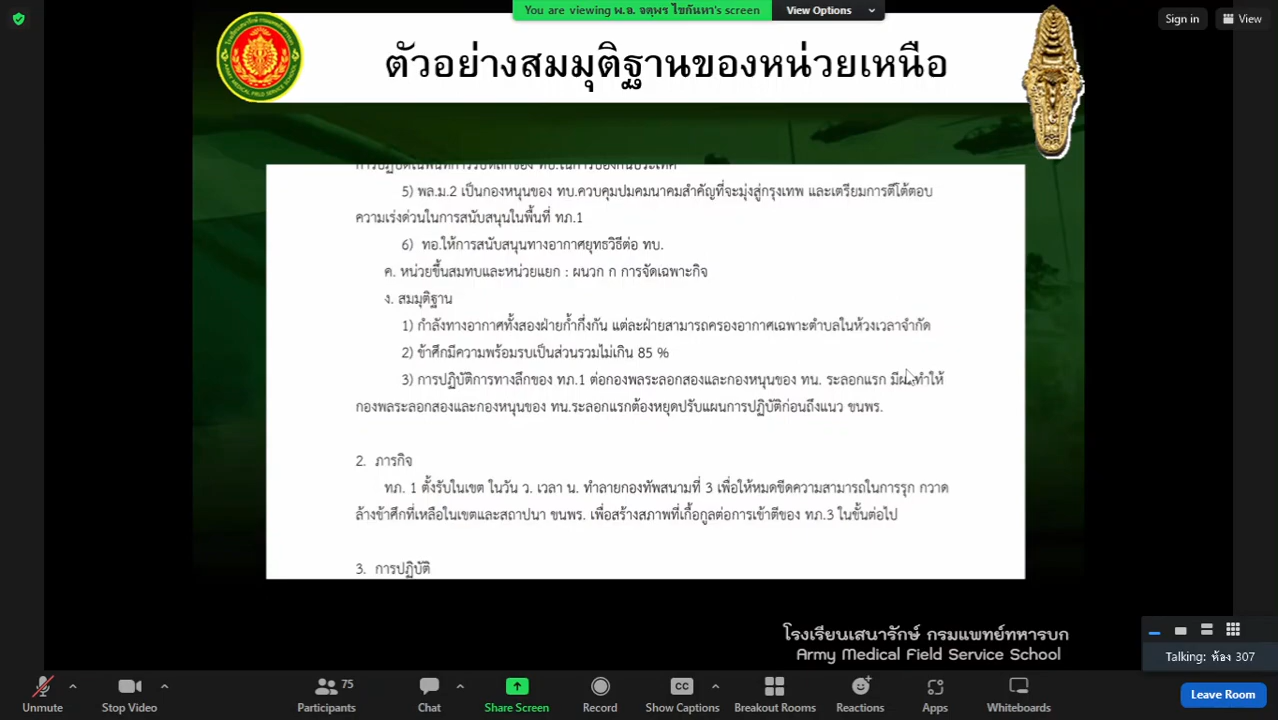 You are viewing พ.อ. จตุพร ไชกันหา's screen
View Options
Sign in
View
ตัวอย่างสมมุติฐานของหน่วยเหนือ
5) พล.ม.2 เป็นกองหนุนของ ทบ.ควบคุมปมคมนาคมสำคัญที่จะมุ่งสู่กรุงเทพ และเตรียมการตีโต้ตอบ
ความเร่งด่วนในการสนับสนุนในพื้นที่ ทภ.1
6) ทอ.ให้การสนับสนุนทางอากาศยุทธวิธีต่อ ทบ.
ค. หน่วยขึ้นสมทบและหน่วยแยก : ผนวก ก การจัดเฉพาะกิจ
ง. สมมุติฐาน
1) กำลังทางอากาศทั้งสองฝ่ายก้ำกึ่งกัน แต่ละฝ่ายสามารถครองอากาศเฉพาะตำบลในห้วงเวลาจำกัด
2) ข้าศึกมีความพร้อมรบเป็นส่วนรวมไม่เกิน 85 %
3) การปฏิบัติการทางลึกของ ทภ.1 ต่อกองพลระลอกสองและกองหนุนของ ทน. ระลอกแรก มีผลทำให้
กองพลระลอกสองและกองหนุนของ ทน.ระลอกแรกต้องหยุดปรับแผนการปฏิบัติก่อนถึงแนว ขนพร.
2. ภารกิจ
ทภ. 1 ตั้งรับในเขต ในวัน ว. เวลา น. ทำลายกองทัพสนามที่ 3 เพื่อให้หมดขีดความสามารถในการรุก กวาด
ล้างข้าศึกที่เหลือในเขตและสถาปนา ขนพร. เพื่อสร้างสภาพที่เกื้อกูลต่อการเข้าตีของ ทภ.3 ในขั้นต่อไป
3. การปฏิบัติ
โรงเรียนเสนารักษ์ กรมแพทย์ทหารบก
Army Medical Field Service School
Talking: ห้อง 307
Unmute
Stop Video
Participants
75
Chat
Share Screen
Record
CC
Show Captions
Breakout Rooms
Reactions
Apps
Whiteboards
Leave Room